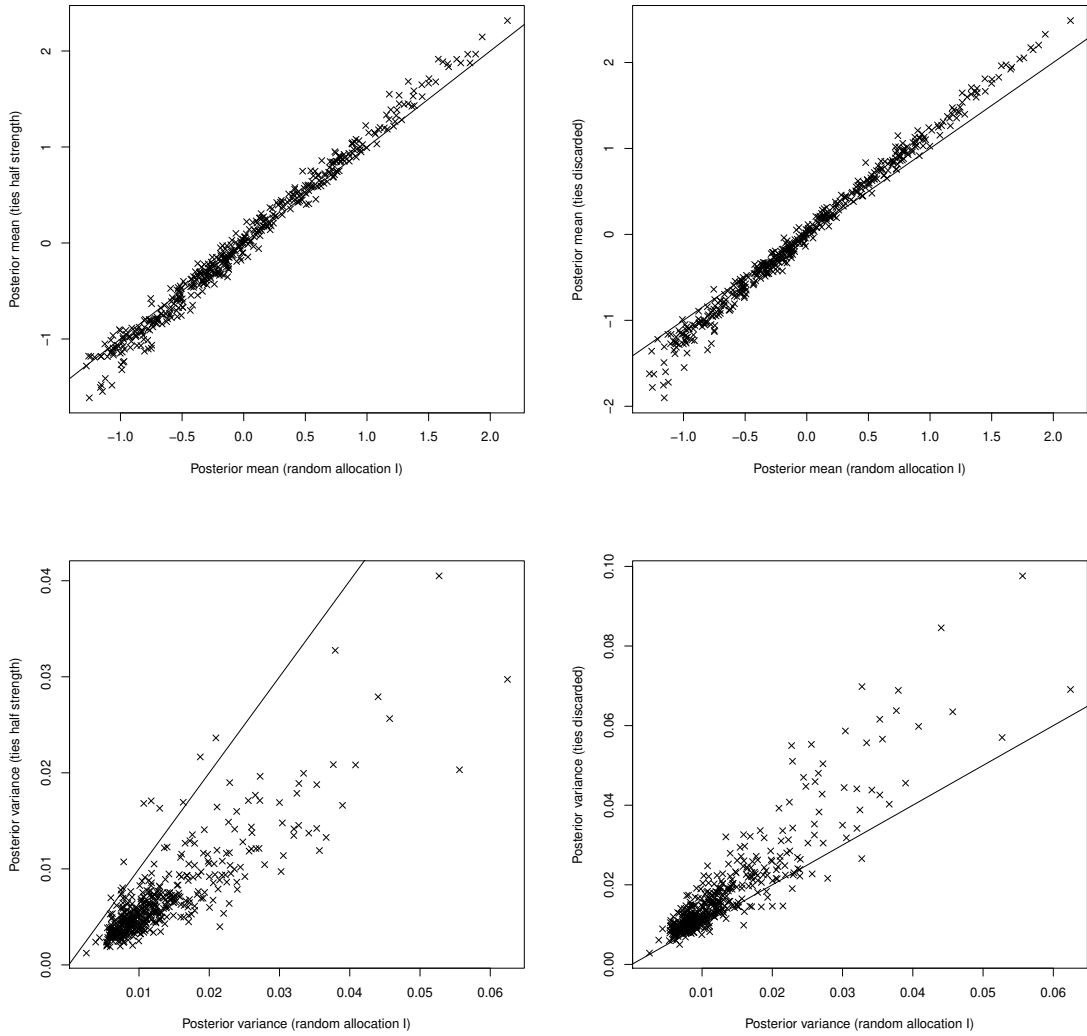 2
1
0
−1
Posterior mean (ties half strength)
−1.0 −0.5 0.0 0.5 1.0 1.5 2.0
Posterior mean (random allocation I)
2
1
0
−1
−2
Posterior mean (ties discarded)
−1.0 −0.5 0.0 0.5 1.0 1.5 2.0
Posterior mean (random allocation I)
0.04
0.03
0.02
0.01
0.00
Posterior variance (ties half strength)
0.01 0.02 0.03 0.04 0.05 0.06
Posterior variance (random allocation I)
0.10
0.08
0.06
0.04
0.02
0.00
Posterior variance (ties discarded)
0.01 0.02 0.03 0.04 0.05 0.06
Posterior variance (random allocation I)